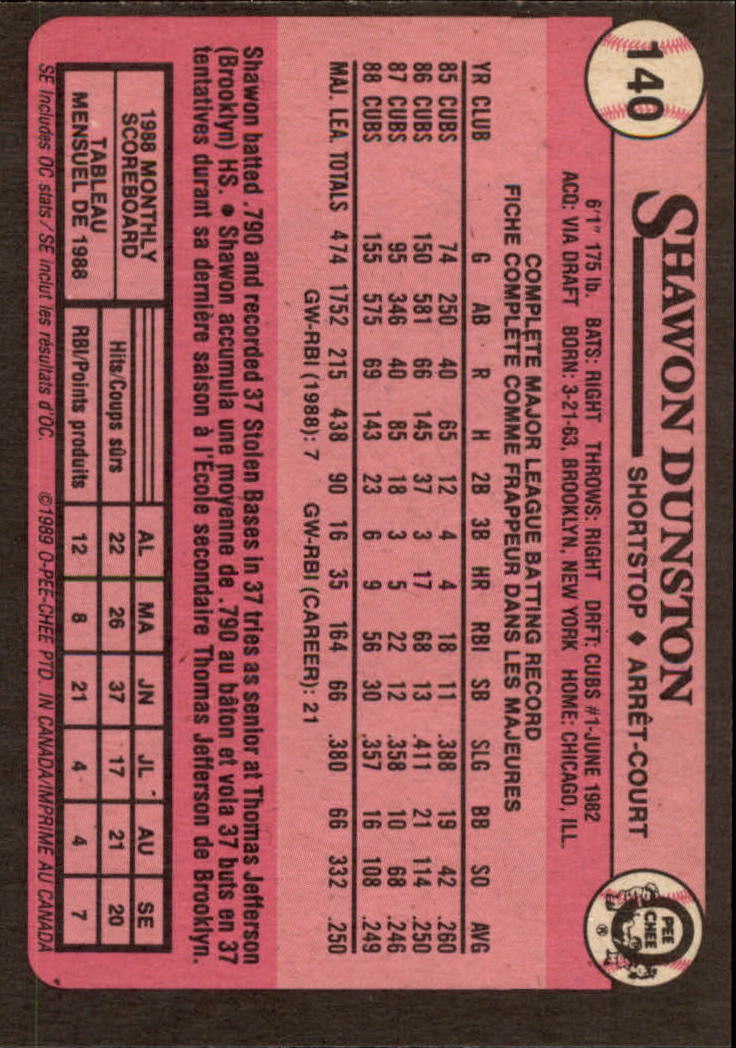 140
SHAWON DUNSTON
SHORTSTOP ♦ ARRÊT-COURT
O PEE CHEE ®
6'1" 175 lb. BATS: RIGHT THROWS: RIGHT DRFT: CUBS #1-JUNE 1982
ACQ: VIA DRAFT BORN: 3-21-63, BROOKLYN, NEW YORK HOME: CHICAGO, ILL.
COMPLETE MAJOR LEAGUE BATTING RECORD
FICHE COMPLÈTE COMME FRAPPEUR DANS LES MAJEURES
YR CLUB G AB R H 2B 3B HR RBI SB SLG BB SO AVG
85 CUBS 74 250 40 65 12 4 4 18 11 .388 19 42 .260
86 CUBS 150 581 66 145 37 3 17 68 13 .411 21 114 .250
87 CUBS 95 346 40 85 18 3 5 22 12 .358 10 68 .246
88 CUBS 155 575 69 143 23 6 9 56 30 .357 16 108 .249
MAJ. LEA. TOTALS 474 1752 215 438 90 16 35 164 66 .380 66 332 .250
GW-RBI (1988): 7 GW-RBI (CAREER): 21
Shawon batted .790 and recorded 37 Stolen Bases in 37 tries as senior at Thomas Jefferson
(Brooklyn) HS. ● Shawon accumula une moyenne de .790 au bâton et vola 37 buts en 37
tentatives durant sa dernière saison à l'École secondaire Thomas Jefferson de Brooklyn.
1988 MONTHLY
SCOREBOARD
TABLEAU
MENSUEL DE 1988
AL MA JN JL AU SE
Hits/Coups sûrs 22 26 37 17 21 20
RBI/Points produits 12 8 21 4 4 7
SE Includes OC stats / SE inclut les résultats d'OC. ©1989 O-PEE-CHEE PTD. IN CANADA/IMPRIMÉ AU CANADA